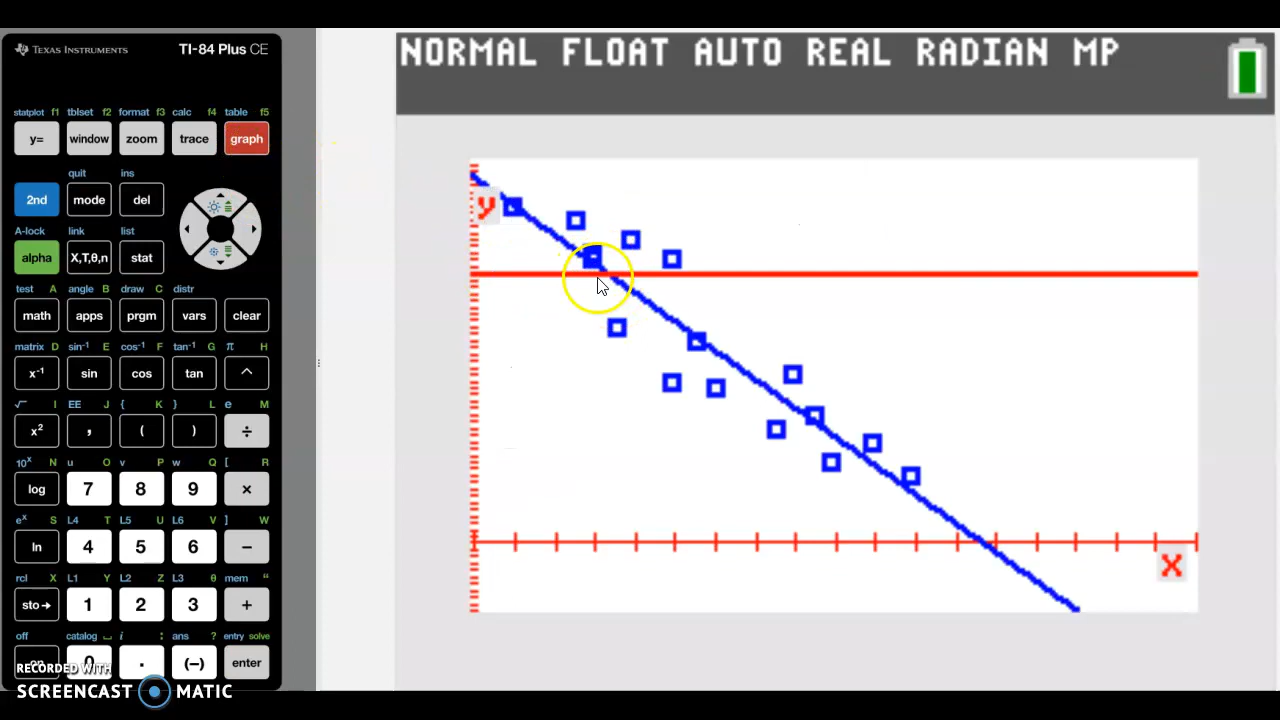 TEXAS INSTRUMENTS TI-84 Plus CE
NORMAL FLOAT AUTO REAL RADIAN MP
statplot f1 tblset f2 format f3 calc f4 table f5
y= window zoom trace graph
quit ins
2nd mode del
A-lock link list
alpha X,T,θ,n stat
test A angle B draw C distr
math apps prgm vars clear
matrix D sin⁻¹ E cos⁻¹ F tan⁻¹ G π H
x⁻¹ sin cos tan ^
√ I EE J { K } L e M
x² , ( ) ÷
10ˣ N u O v P w Q [ R
log 7 8 9 ×
eˣ S L4 T L5 U L6 V ] W
ln 4 5 6 −
rcl X L1 Y L2 Z L3 θ mem "
sto→ 1 2 3 +
off catalog ⎵ i : ans ? entry solve
on 0 . (−) enter
y
x
RECORDED WITH
SCREENCAST MATIC